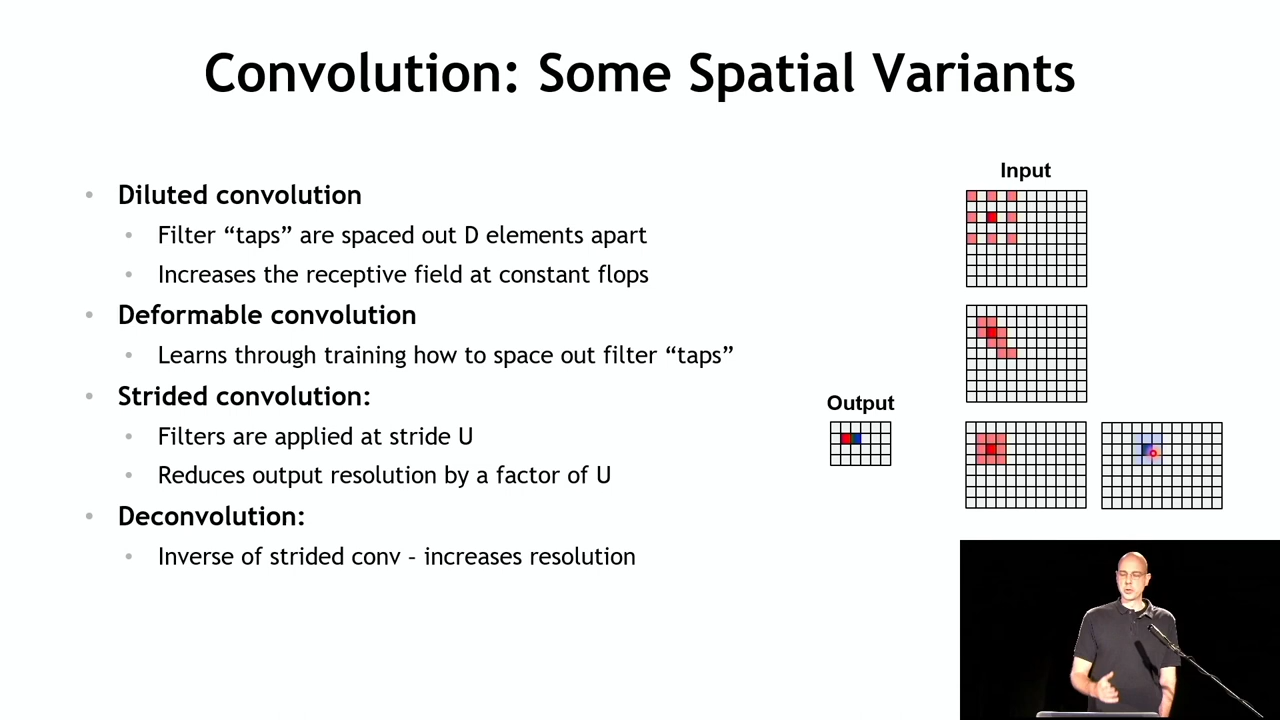 Convolution: Some Spatial Variants
• Diluted convolution
• Filter “taps” are spaced out D elements apart
• Increases the receptive field at constant flops
• Deformable convolution
• Learns through training how to space out filter “taps”
• Strided convolution:
• Filters are applied at stride U
• Reduces output resolution by a factor of U
• Deconvolution:
• Inverse of strided conv – increases resolution
Input
Output